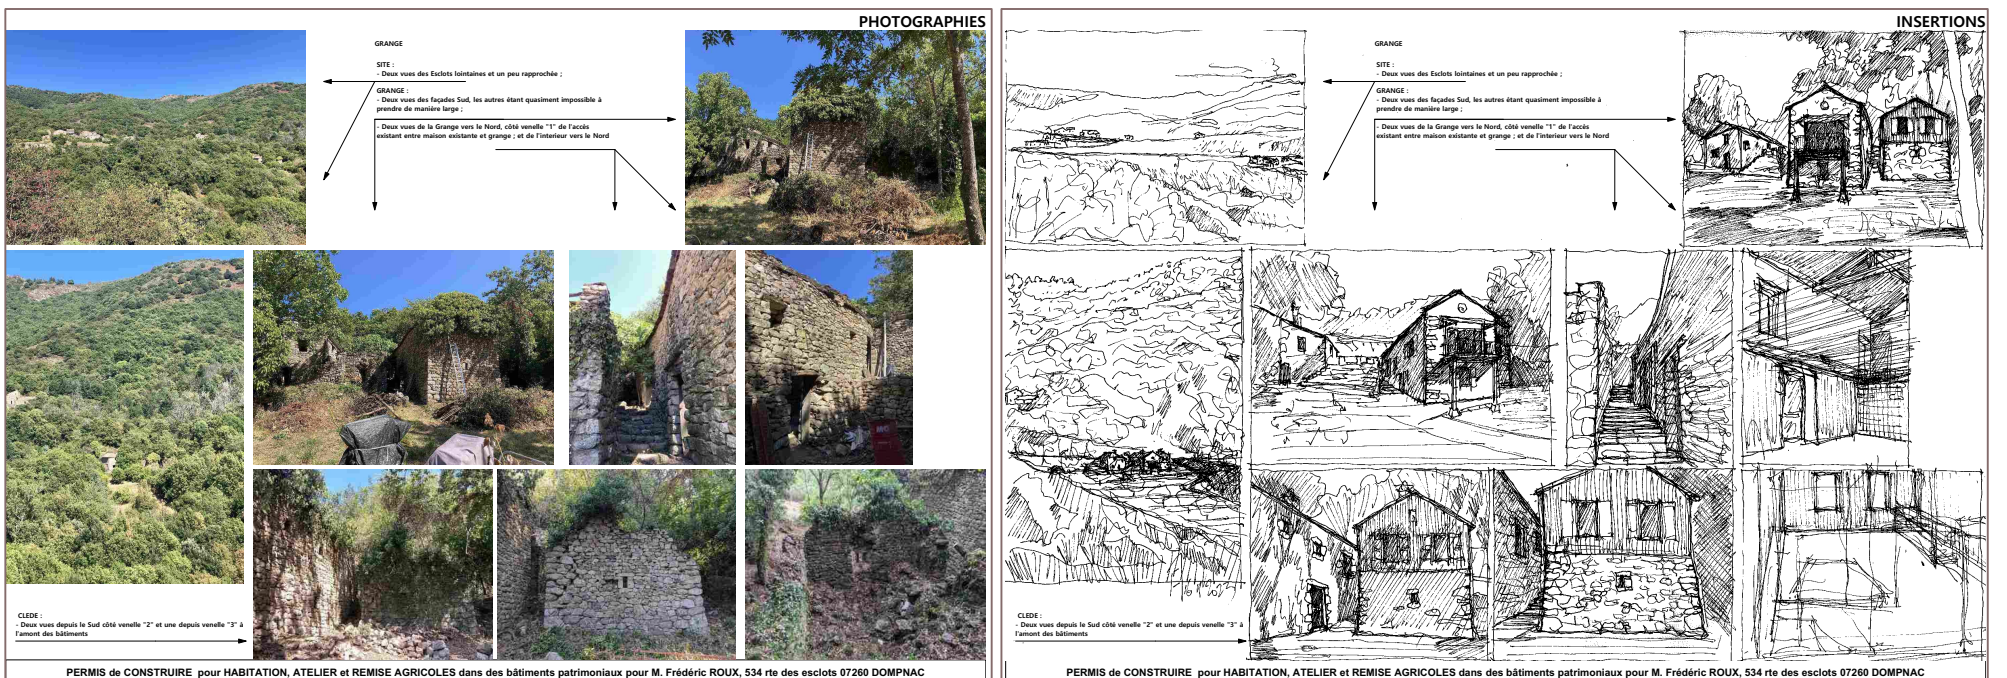 PHOTOGRAPHIES
GRANGE
SITE :
- Deux vues des Esclots lointaines et un peu rapprochée ;
GRANGE :
- Deux vues des façades Sud, les autres étant quasiment impossible à
prendre de manière large ;
- Deux vues de la Grange vers le Nord, côté venelle "1" de l'accès
existant entre maison existante et grange ; et de l'interieur vers le Nord
CLEDE :
- Deux vues depuis le Sud côté venelle "2" et une depuis venelle "3" à
l'amont des bâtiments
PERMIS de CONSTRUIRE pour HABITATION, ATELIER et REMISE AGRICOLES dans des bâtiments patrimoniaux pour M. Frédéric ROUX, 534 rte des esclots 07260 DOMPNAC
INSERTIONS
GRANGE
SITE :
- Deux vues des Esclots lointaines et un peu rapprochée ;
GRANGE :
- Deux vues des façades Sud, les autres étant quasiment impossible à
prendre de manière large ;
- Deux vues de la Grange vers le Nord, côté venelle "1" de l'accès
existant entre maison existante et grange ; et de l'interieur vers le Nord
CLEDE :
- Deux vues depuis le Sud côté venelle "2" et une depuis venelle "3" à
l'amont des bâtiments
PERMIS de CONSTRUIRE pour HABITATION, ATELIER et REMISE AGRICOLES dans des bâtiments patrimoniaux pour M. Frédéric ROUX, 534 rte des esclots 07260 DOMPNAC